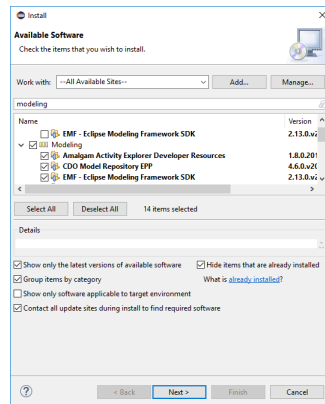 Install
Available Software
Check the items that you wish to install.
Work with: --All Available Sites-- Add... Manage...
modeling
Name Version
EMF - Eclipse Modeling Framework SDK 2.13.0.v2
Modeling
Amalgam Activity Explorer Developer Resources 1.8.0.201
CDO Model Repository EPP 4.6.0.v20
EMF - Eclipse Modeling Framework SDK 2.13.0.v2
Select All Deselect All 14 items selected
Details
Show only the latest versions of available software Hide items that are already installed
Group items by category What is already installed?
Show only software applicable to target environment
Contact all update sites during install to find required software
? < Back Next > Finish Cancel